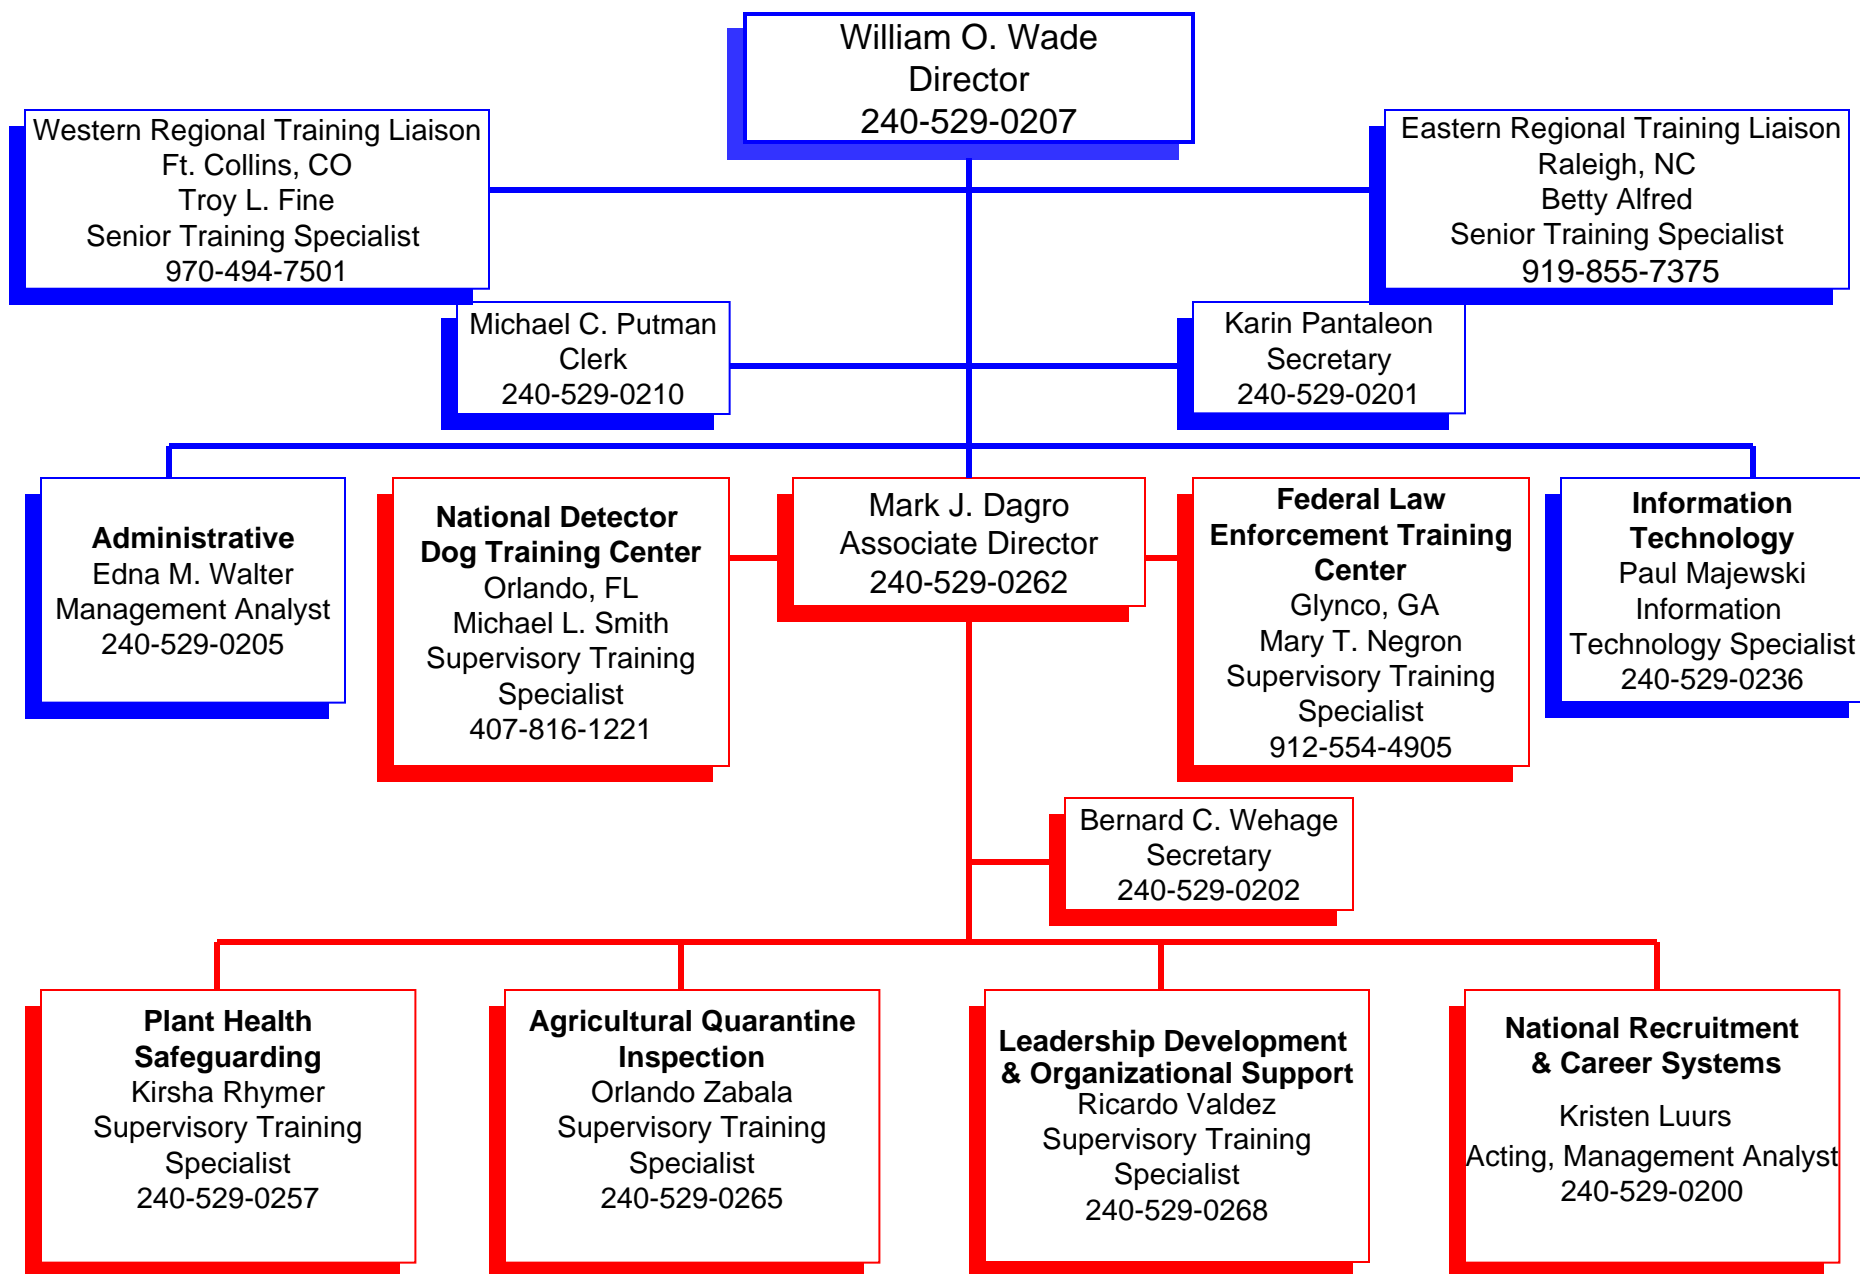 William O. Wade
Director
240-529-0207
Western Regional Training Liaison
Ft. Collins, CO
Troy L. Fine
Senior Training Specialist
970-494-7501
Eastern Regional Training Liaison
Raleigh, NC
Betty Alfred
Senior Training Specialist
919-855-7375
Michael C. Putman
Clerk
240-529-0210
Karin Pantaleon
Secretary
240-529-0201
Administrative
Edna M. Walter
Management Analyst
240-529-0205
National Detector
Dog Training Center
Orlando, FL
Michael L. Smith
Supervisory Training
Specialist
407-816-1221
Mark J. Dagro
Associate Director
240-529-0262
Federal Law
Enforcement Training
Center
Glynco, GA
Mary T. Negron
Supervisory Training
Specialist
912-554-4905
Information
Technology
Paul Majewski
Information
Technology Specialist
240-529-0236
Bernard C. Wehage
Secretary
240-529-0202
Plant Health
Safeguarding
Kirsha Rhymer
Supervisory Training
Specialist
240-529-0257
Agricultural Quarantine
Inspection
Orlando Zabala
Supervisory Training
Specialist
240-529-0265
Leadership Development
& Organizational Support
Ricardo Valdez
Supervisory Training
Specialist
240-529-0268
National Recruitment
& Career Systems
Kristen Luurs
Acting, Management Analyst
240-529-0200